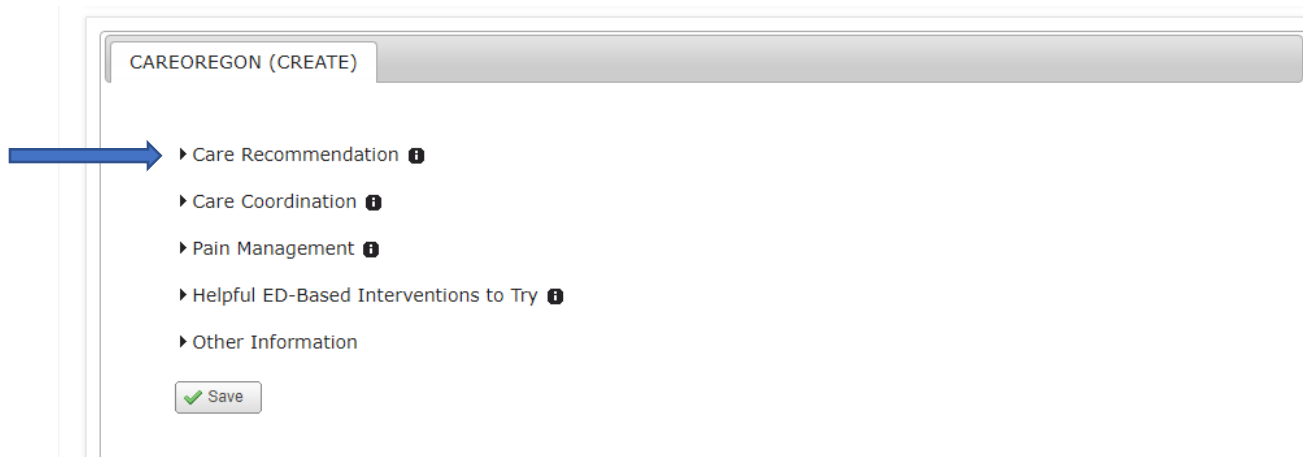 CAREOREGON (CREATE)
Care Recommendation
Care Coordination
Pain Management
Helpful ED-Based Interventions to Try
Other Information
Save